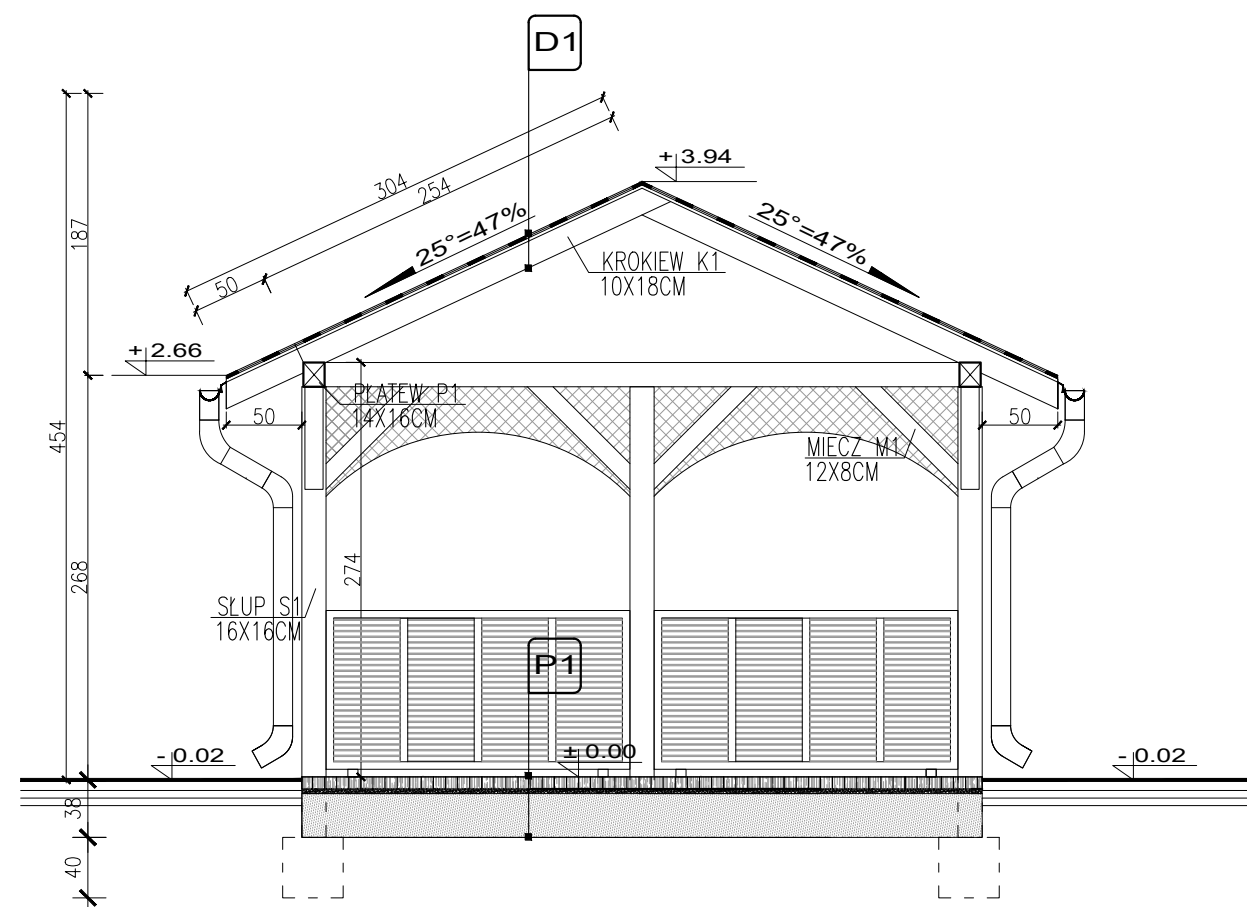 D1
+3.94
304
254
50
25°=47%
25°=47%
187
KROKIEW K1
10X18CM
+2.66
PŁATEW P1
14X16CM
50
50
454
MIECZ M1
12X8CM
268
274
SŁUP S1
16X16CM
P1
-0.02
±0.00
-0.02
38
40